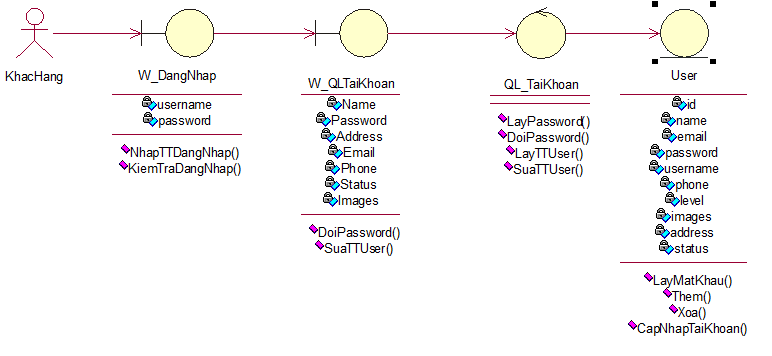 KhacHang
W_DangNhap
username
password
NhapTTDangNhap()
KiemTraDangNhap()
W_QLTaiKhoan
Name
Password
Address
Email
Phone
Status
Images
DoiPassword()
SuaTTUser()
QL_TaiKhoan
LayPassword()
DoiPassword()
LayTTUser()
SuaTTUser()
User
id
name
email
password
username
phone
level
images
address
status
LayMatKhau()
Them()
Xoa()
CapNhapTaiKhoan()